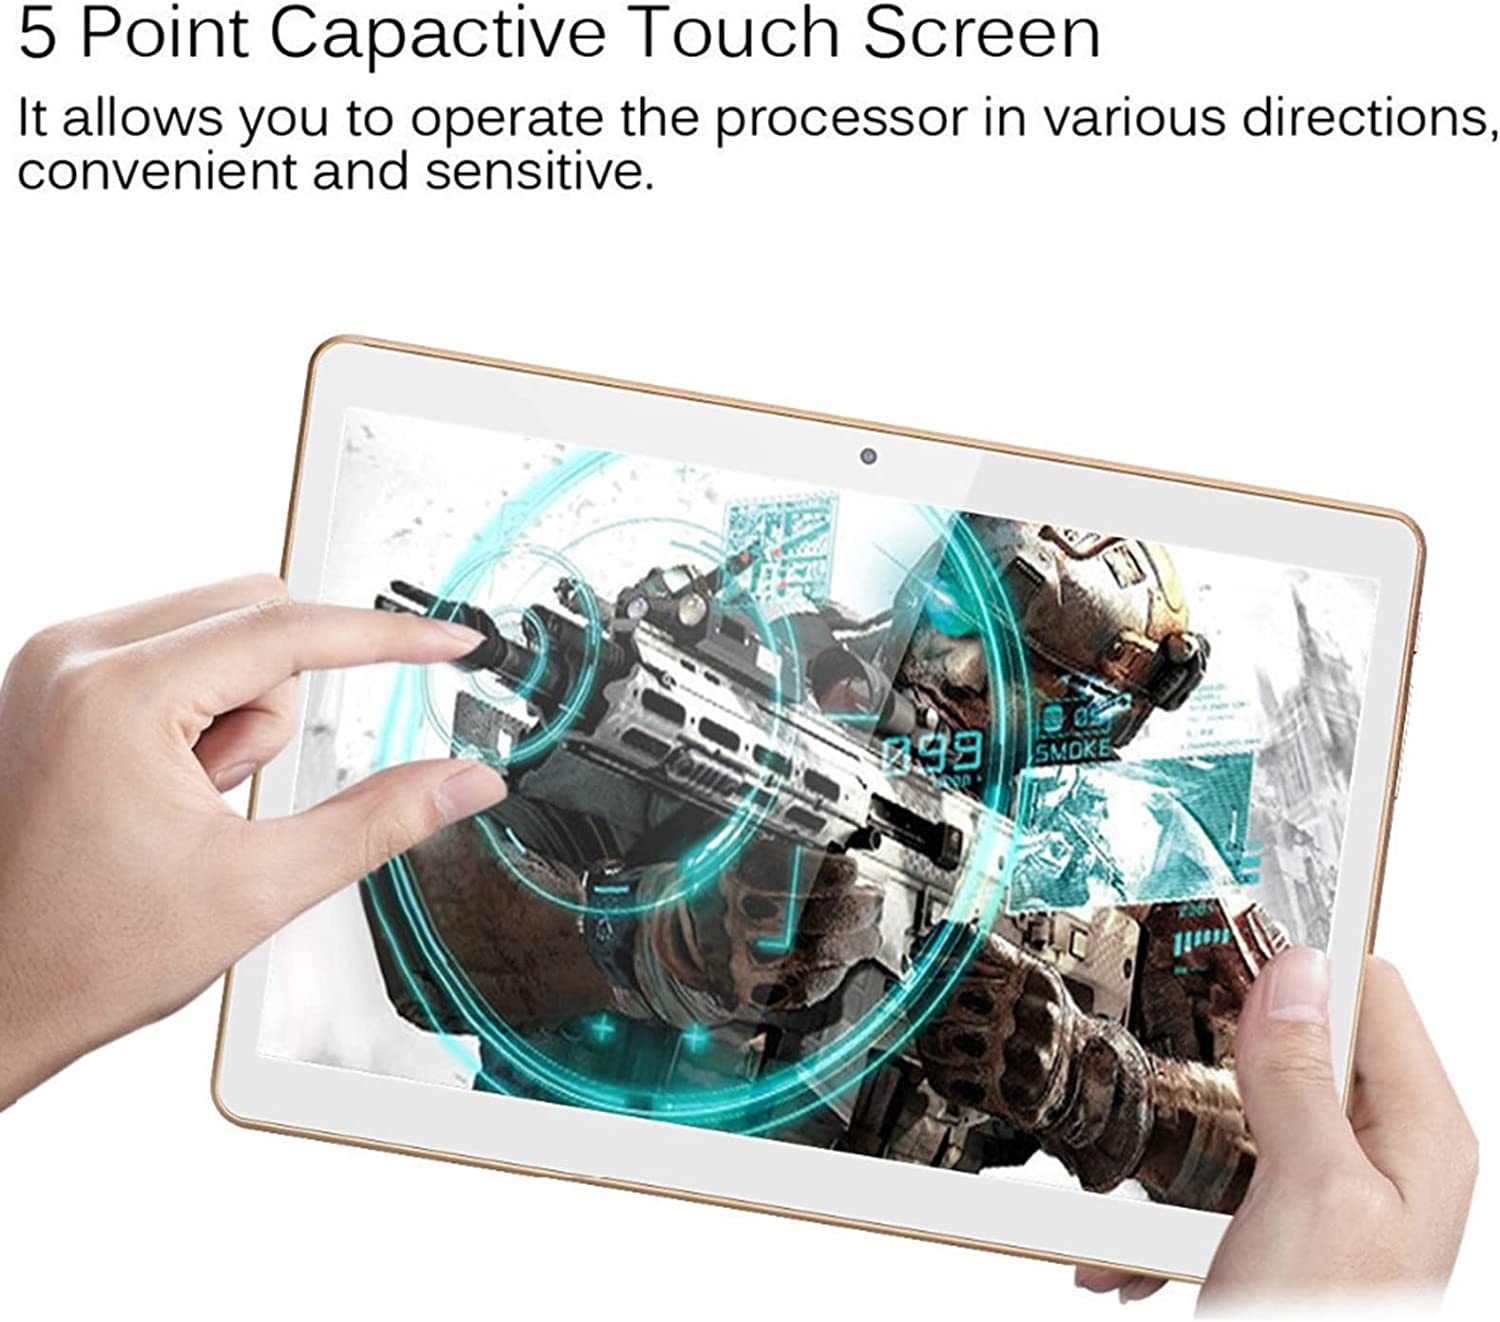 5 Point Capactive Touch Screen
It allows you to operate the processor in various directions,
convenient and sensitive.
099
SMOKE